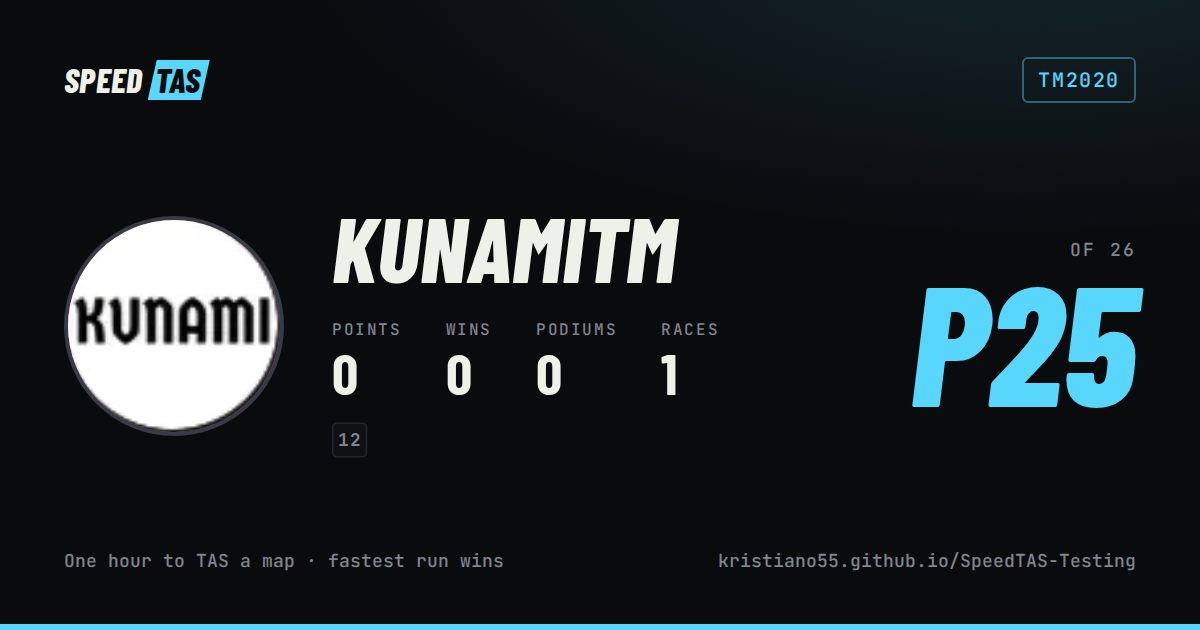 SPEED TAS
TM2020
KUNAMI
KUNAMITM
POINTS WINS PODIUMS RACES
0 0 0 1
12
OF 26
P25
One hour to TAS a map · fastest run wins
kristiano55.github.io/SpeedTAS-Testing